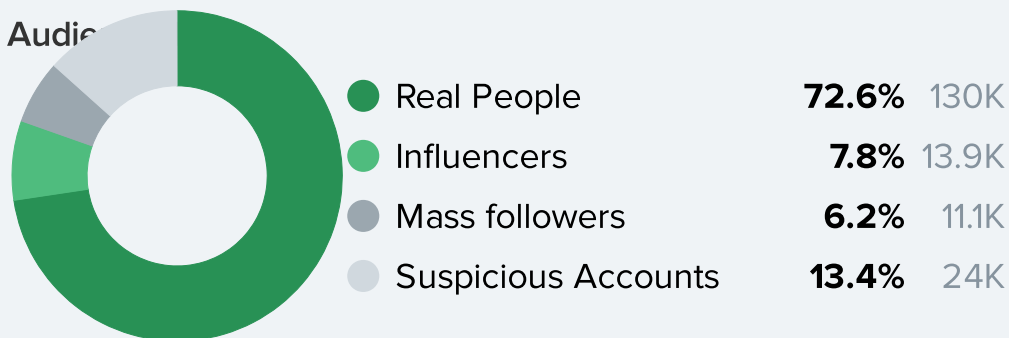 Audie
Real People 72.6% 130K
Influencers 7.8% 13.9K
Mass followers 6.2% 11.1K
Suspicious Accounts 13.4% 24K